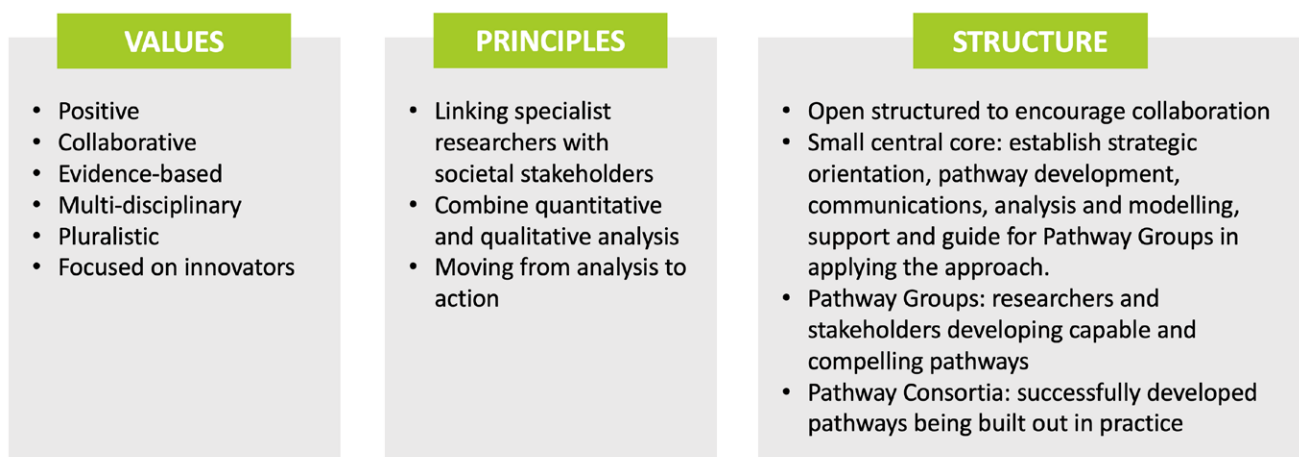 VALUES
• Positive
• Collaborative
• Evidence-based
• Multi-disciplinary
• Pluralistic
• Focused on innovators
PRINCIPLES
• Linking specialist
researchers with
societal stakeholders
• Combine quantitative
and qualitative analysis
• Moving from analysis to
action
STRUCTURE
• Open structured to encourage collaboration
• Small central core: establish strategic
orientation, pathway development,
communications, analysis and modelling,
support and guide for Pathway Groups in
applying the approach.
• Pathway Groups: researchers and
stakeholders developing capable and
compelling pathways
• Pathway Consortia: successfully developed
pathways being built out in practice